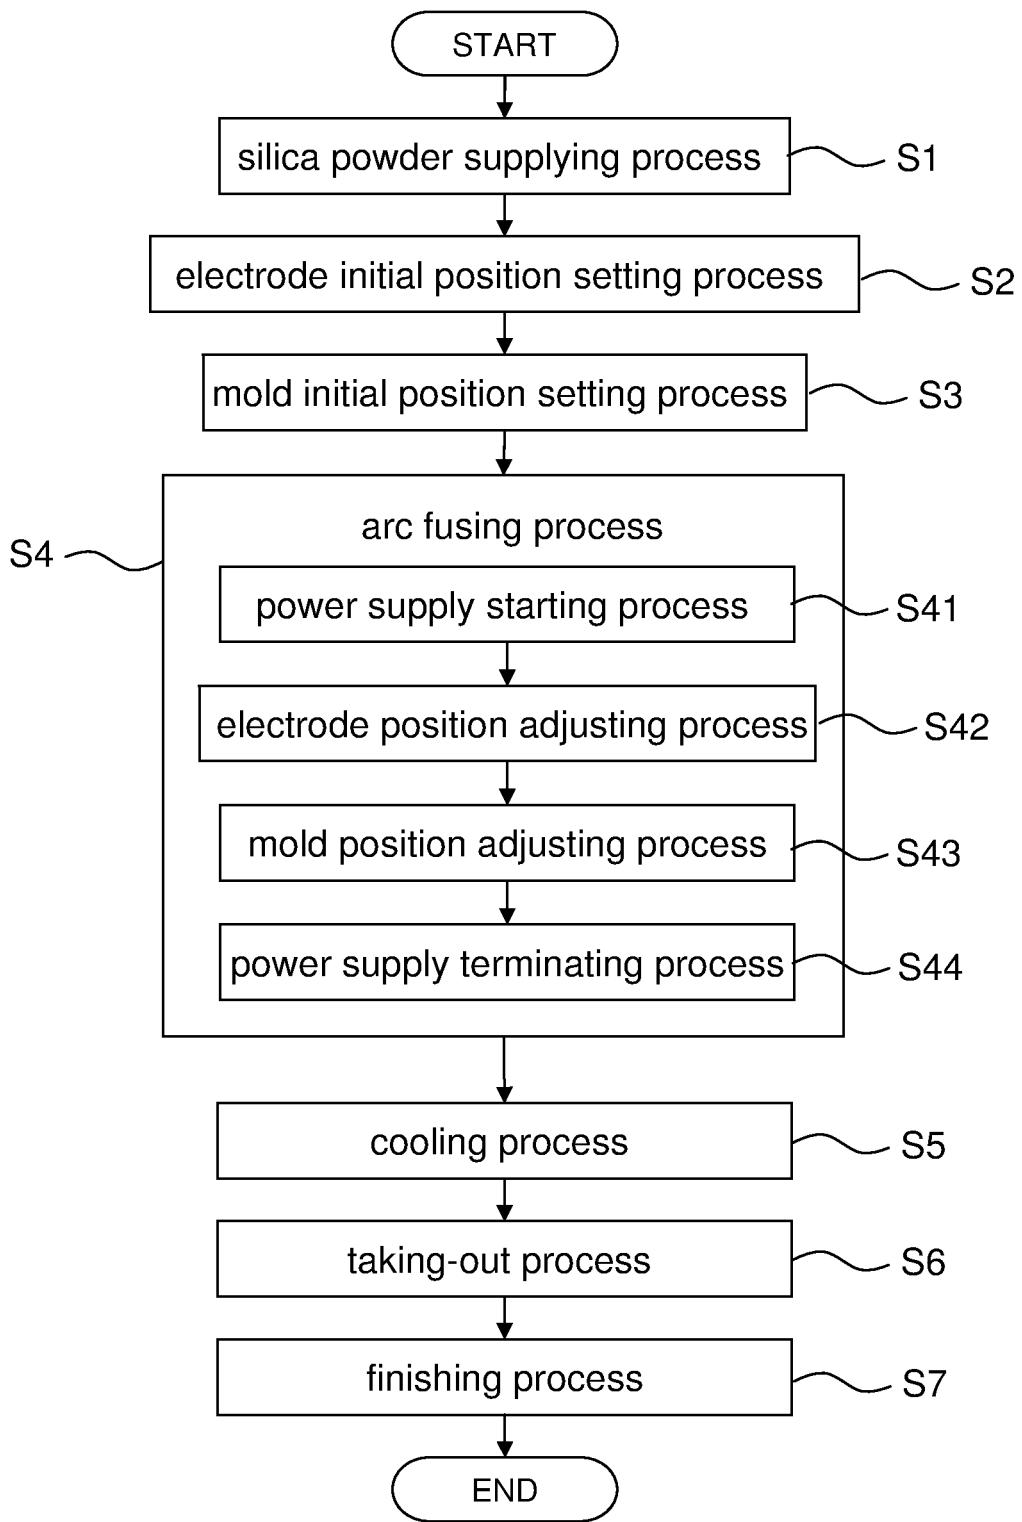 START
silica powder supplying process
S1
electrode initial position setting process
S2
mold initial position setting process
S3
S4
arc fusing process
power supply starting process
S41
electrode position adjusting process
S42
mold position adjusting process
S43
power supply terminating process
S44
cooling process
S5
taking-out process
S6
finishing process
S7
END